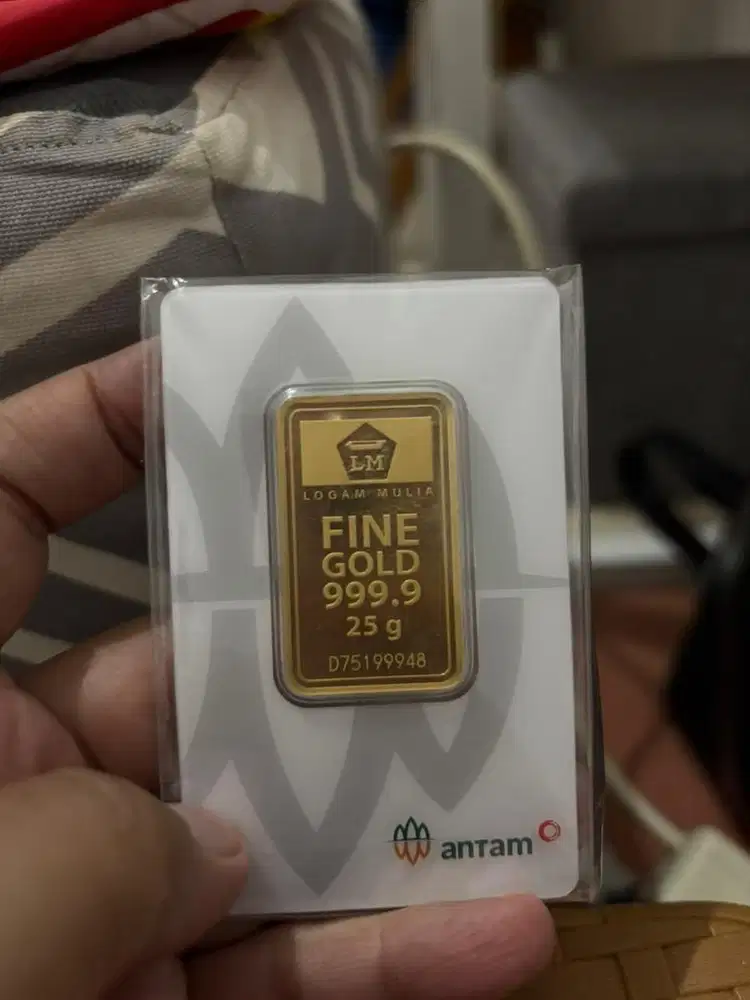 LM
LOGAM MULIA
FINE
GOLD
999.9
25 g
D75199948
antam